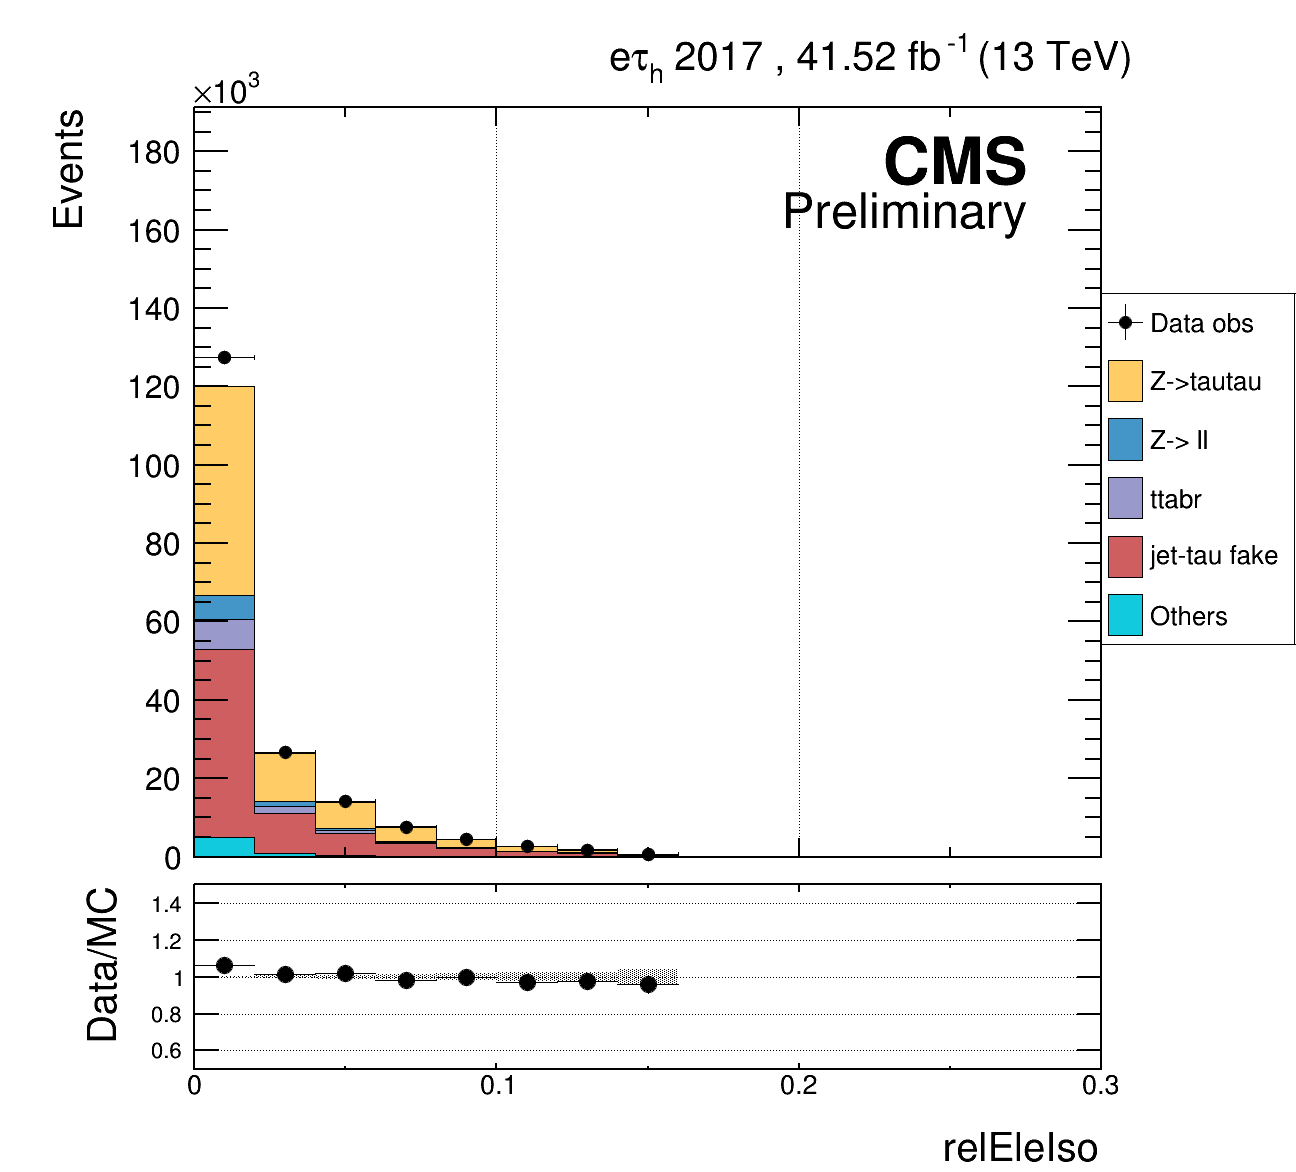 eτh 2017 , 41.52 fb-1 (13 TeV)
×10³
Events
180
160
140
120
100
80
60
40
20
0
CMS
Preliminary
Data obs
Z->tautau
Z-> ll
ttabr
jet-tau fake
Others
Data/MC
1.4
1.2
1
0.8
0.6
0
0.1
0.2
0.3
relEleIso